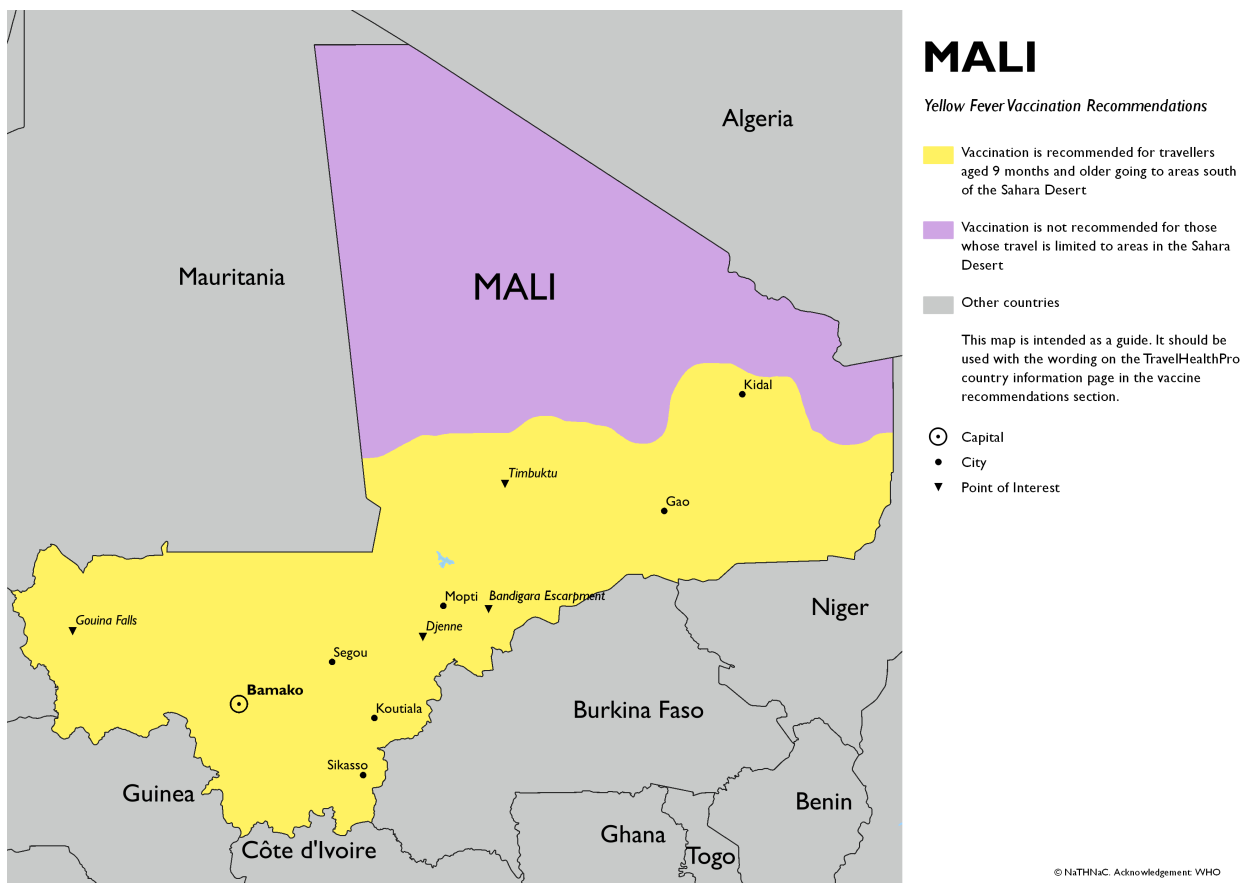 MALI
Yellow Fever Vaccination Recommendations
Vaccination is recommended for travellers
aged 9 months and older going to areas south
of the Sahara Desert
Vaccination is not recommended for those
whose travel is limited to areas in the Sahara
Desert
Other countries
This map is intended as a guide. It should be
used with the wording on the TravelHealthPro
country information page in the vaccine
recommendations section.
Capital
City
Point of Interest
Algeria
Mauritania
MALI
Kidal
Timbuktu
Gao
Mopti
Bandigara Escarpment
Niger
Gouina Falls
Djenne
Segou
Bamako
Koutiala
Burkina Faso
Sikasso
Guinea
Benin
Ghana
Côte d'Ivoire
Togo
© NaTHNaC. Acknowledgement: WHO